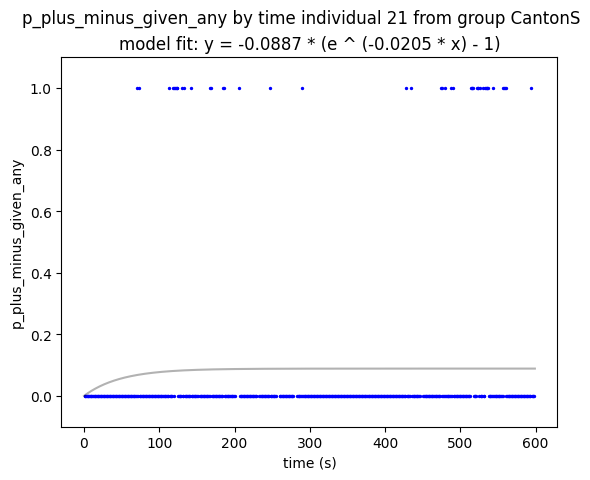 p_plus_minus_given_any by time individual 21 from group CantonS
model fit: y = -0.0887 * (e ^ (-0.0205 * x) - 1)
1.0
0.8
0.6
0.4
0.2
0.0
p_plus_minus_given_any
0 100 200 300 400 500 600
time (s)